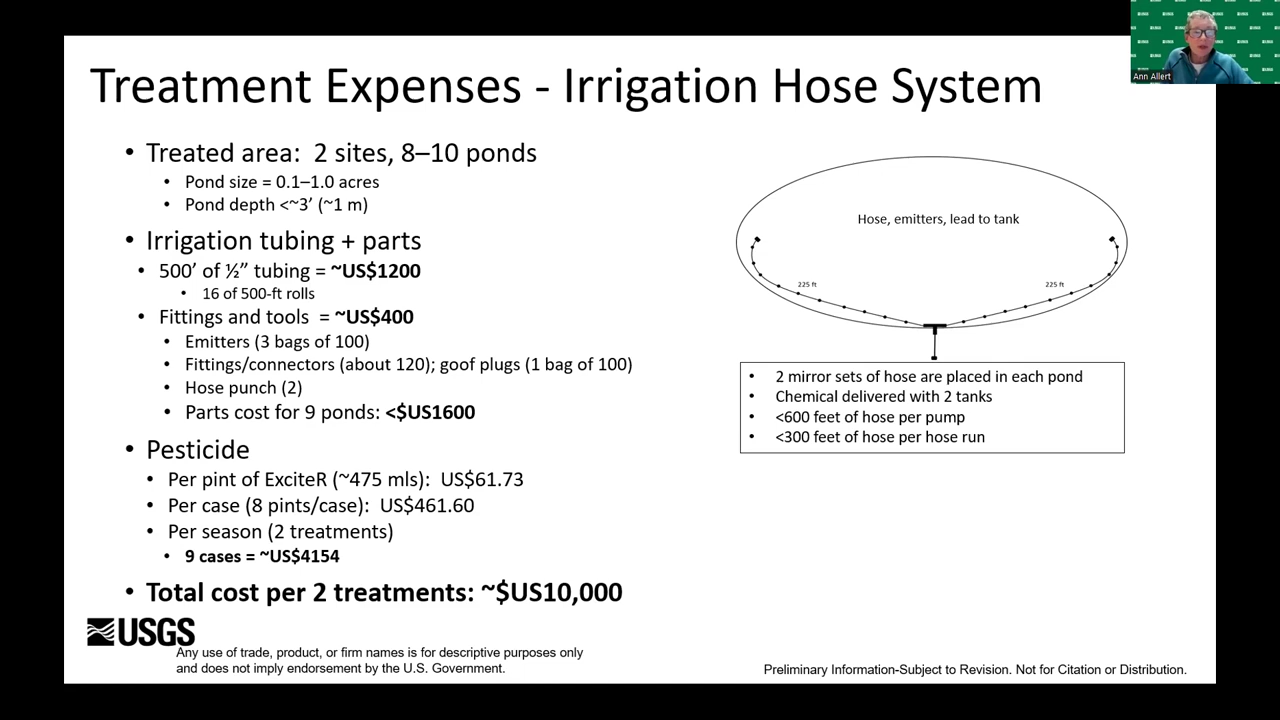 Treatment Expenses - Irrigation Hose System
• Treated area: 2 sites, 8–10 ponds
• Pond size = 0.1–1.0 acres
• Pond depth <~3’ (~1 m)
• Irrigation tubing + parts
• 500’ of ½” tubing = ~US$1200
• 16 of 500-ft rolls
• Fittings and tools = ~US$400
• Emitters (3 bags of 100)
• Fittings/connectors (about 120); goof plugs (1 bag of 100)
• Hose punch (2)
• Parts cost for 9 ponds: <$US1600
• Pesticide
• Per pint of ExciteR (~475 mls): US$61.73
• Per case (8 pints/case): US$461.60
• Per season (2 treatments)
• 9 cases = ~US$4154
• Total cost per 2 treatments: ~$US10,000
Hose, emitters, lead to tank
225 ft
225 ft
• 2 mirror sets of hose are placed in each pond
• Chemical delivered with 2 tanks
• <600 feet of hose per pump
• <300 feet of hose per hose run
USGS
Any use of trade, product, or firm names is for descriptive purposes only
and does not imply endorsement by the U.S. Government.
Preliminary Information-Subject to Revision. Not for Citation or Distribution.
Ann Allert